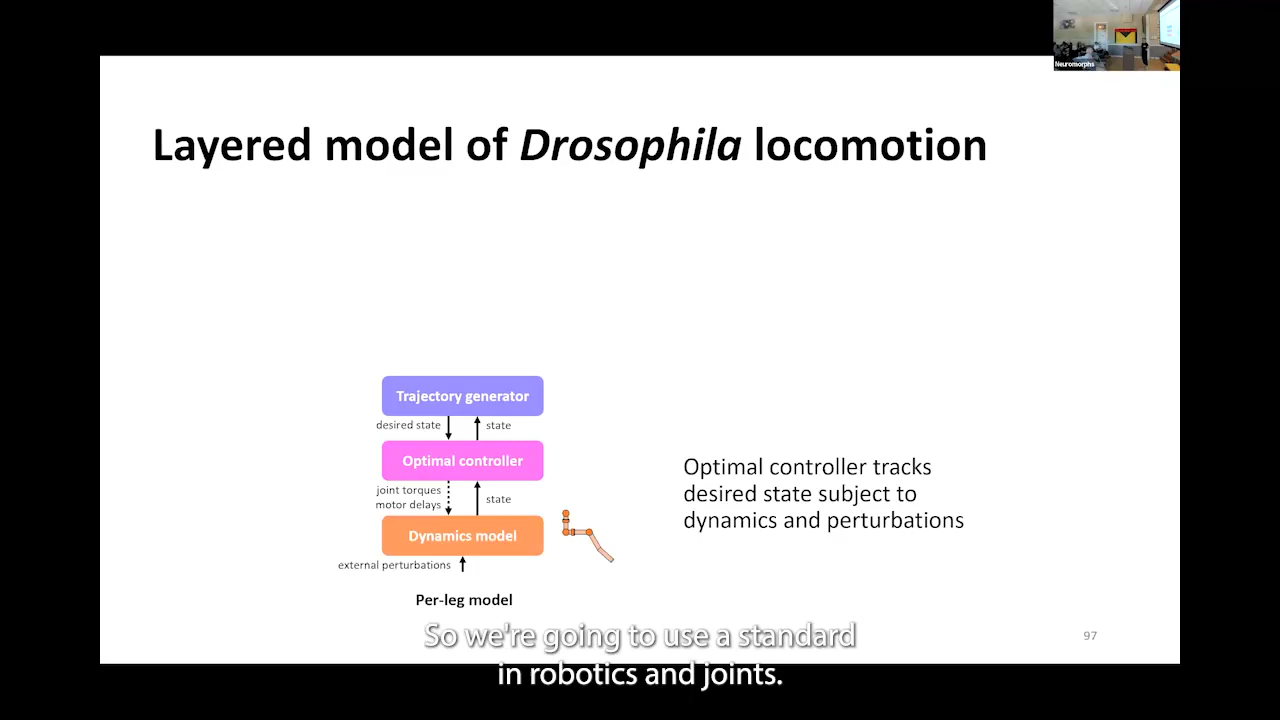 Neuromorphs
Layered model of Drosophila locomotion
Trajectory generator
desired state
state
Optimal controller
joint torques
motor delays
state
Dynamics model
external perturbations
Per-leg model
Optimal controller tracks
desired state subject to
dynamics and perturbations
97
So we're going to use a standard
in robotics and joints.